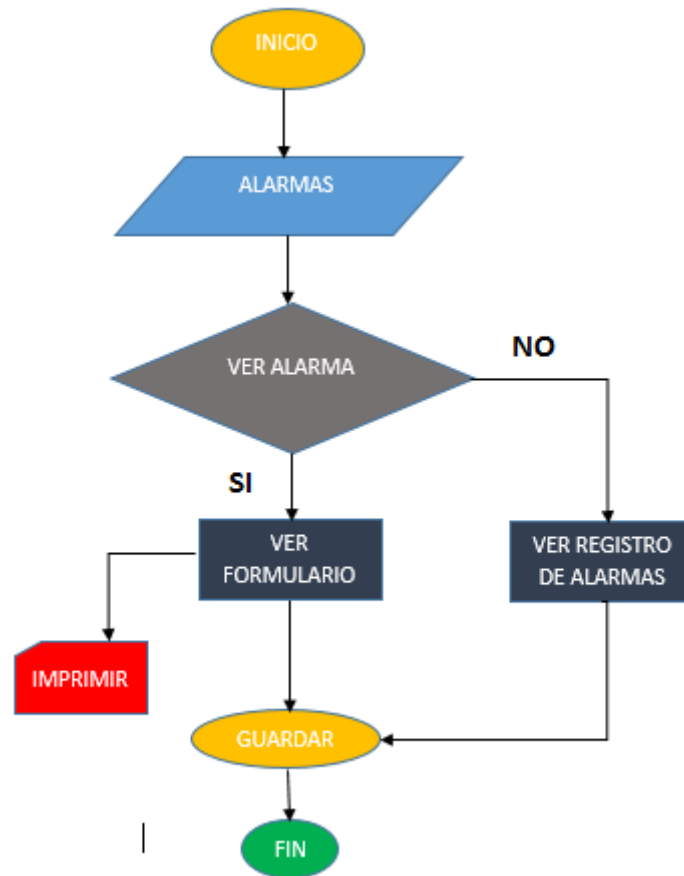 INICIO
ALARMAS
VER ALARMA
NO
SI
VER
FORMULARIO
VER REGISTRO
DE ALARMAS
IMPRIMIR
GUARDAR
FIN